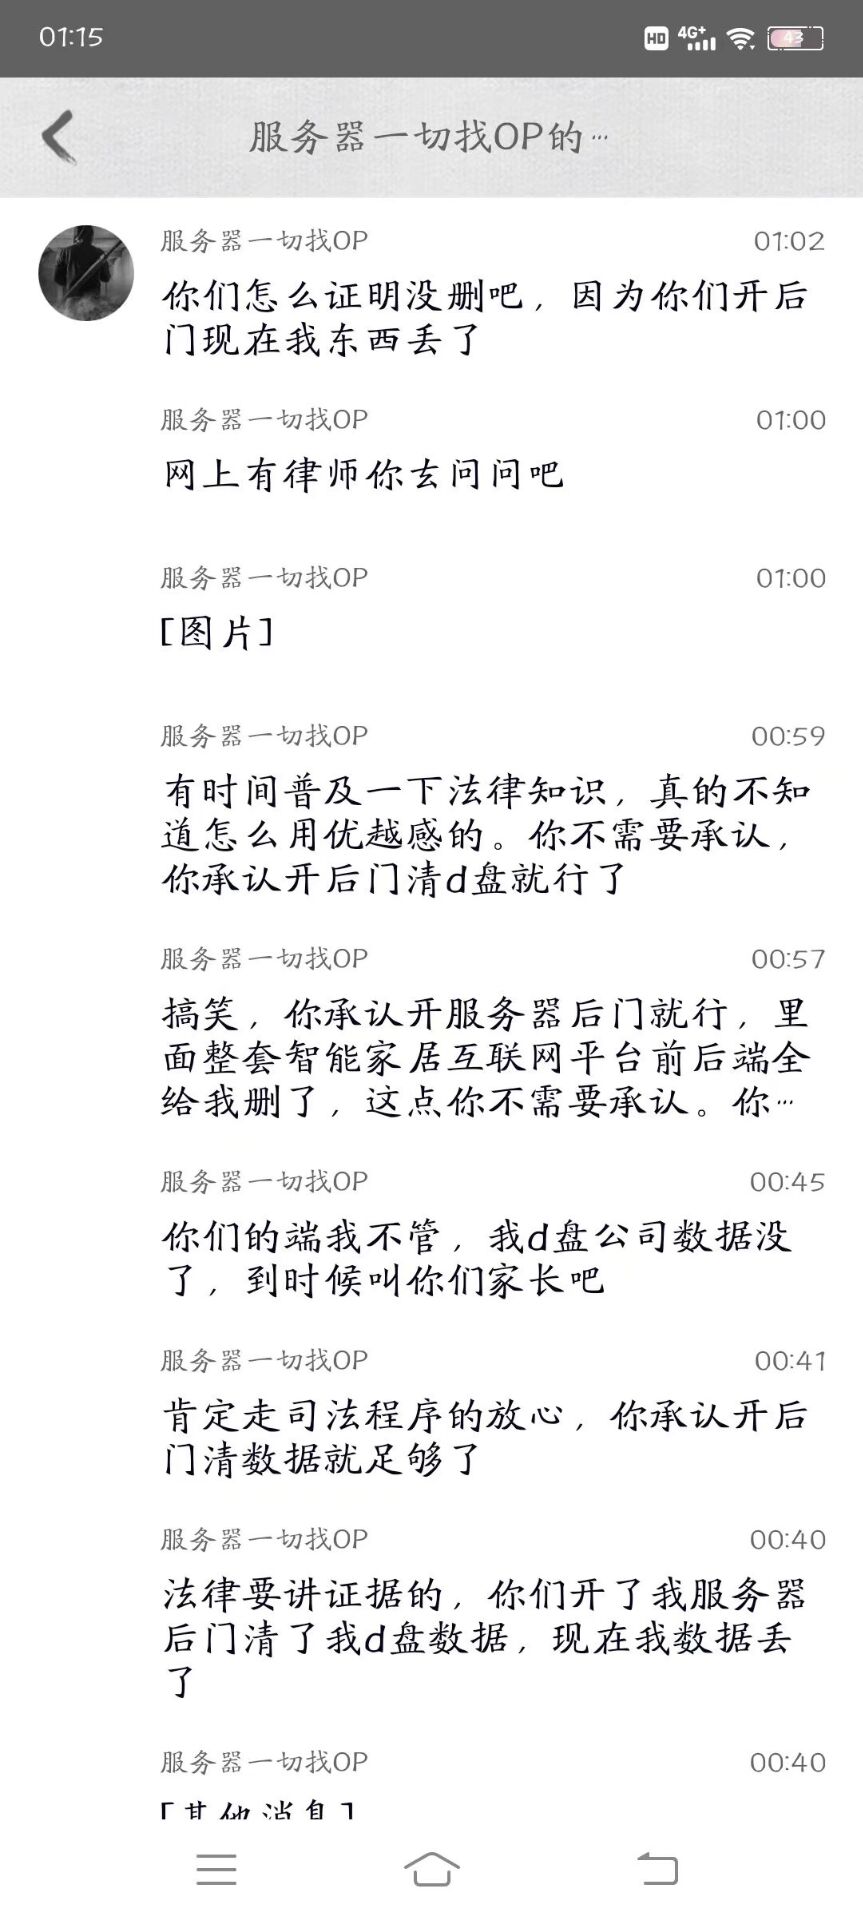 01:15
HD 4G+ 43
服务器一切找OP的…
服务器一切找OP 01:02
你们怎么证明没删吧，因为你们开后
门现在我东西丢了
服务器一切找OP 01:00
网上有律师你去问问吧
服务器一切找OP 01:00
[图片]
服务器一切找OP 00:59
有时间普及一下法律知识，真的不知
道怎么用优越感的。你不需要承认，
你承认开后门清d盘就行了
服务器一切找OP 00:57
搞笑，你承认开服务器后门就行，里
面整套智能家居互联网平台前后端全
给我删了，这点你不需要承认。你…
服务器一切找OP 00:45
你们的端我不管，我d盘公司数据没
了，到时候叫你们家长吧
服务器一切找OP 00:41
肯定走司法程序的放心，你承认开后
门清数据就足够了
服务器一切找OP 00:40
法律要讲证据的，你们开了我服务器
后门清了我d盘数据，现在我数据丢
了
服务器一切找OP 00:40
[其他消息]